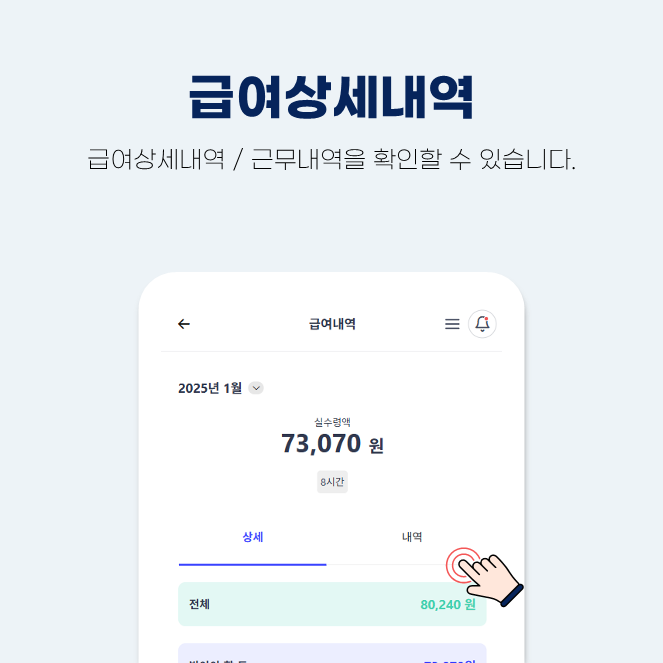 급여상세내역
급여상세내역 / 근무내역을 확인할 수 있습니다.
급여내역
2025년 1월
실수령액
73,070 원
8시간
상세 내역
전체 80,240 원